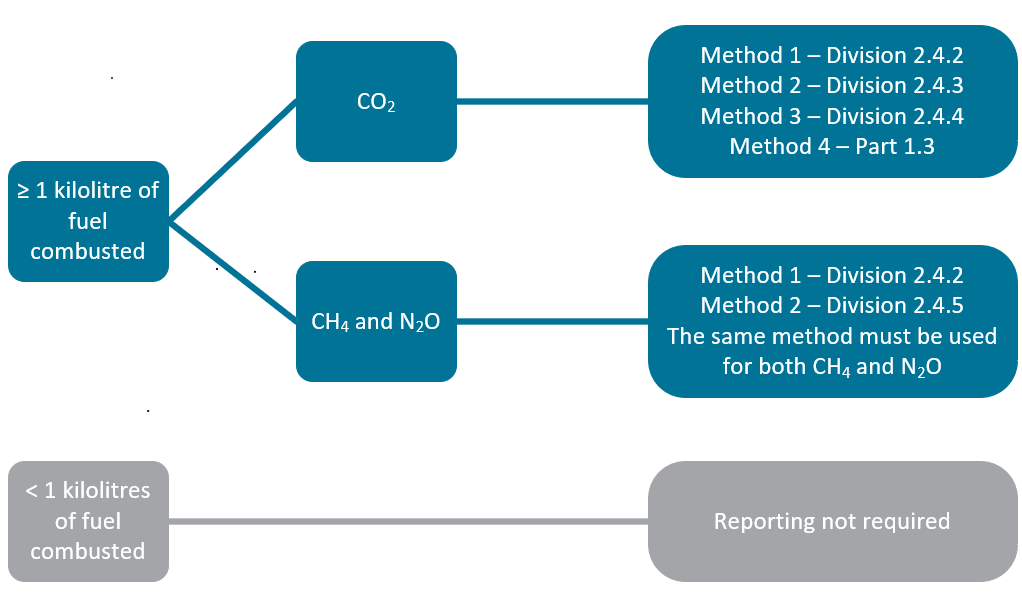 ≥ 1 kilolitre of
fuel
combusted
CO₂
Method 1 – Division 2.4.2
Method 2 – Division 2.4.3
Method 3 – Division 2.4.4
Method 4 – Part 1.3
CH₄ and N₂O
Method 1 – Division 2.4.2
Method 2 – Division 2.4.5
The same method must be used
for both CH₄ and N₂O
< 1 kilolitres
of fuel
combusted
Reporting not required